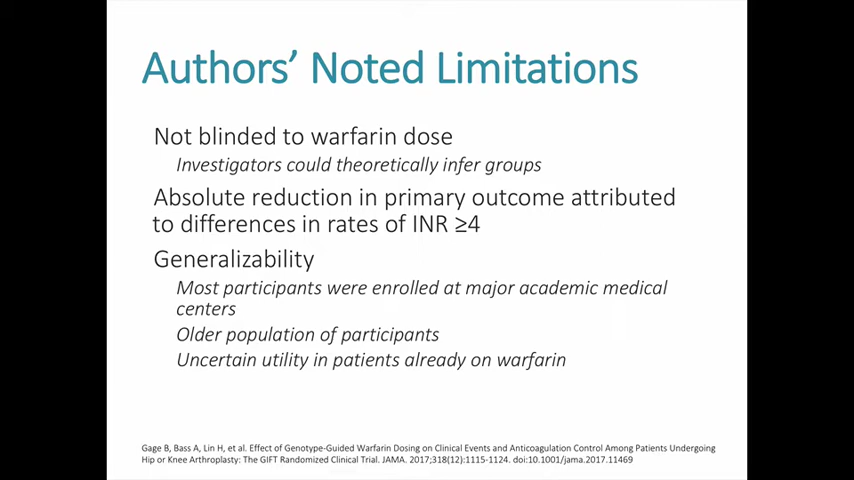 Authors’ Noted Limitations
Not blinded to warfarin dose
Investigators could theoretically infer groups
Absolute reduction in primary outcome attributed
to differences in rates of INR ≥4
Generalizability
Most participants were enrolled at major academic medical
centers
Older population of participants
Uncertain utility in patients already on warfarin
Gage B, Bass A, Lin H, et al. Effect of Genotype-Guided Warfarin Dosing on Clinical Events and Anticoagulation Control Among Patients Undergoing
Hip or Knee Arthroplasty: The GIFT Randomized Clinical Trial. JAMA. 2017;318(12):1115-1124. doi:10.1001/jama.2017.11469